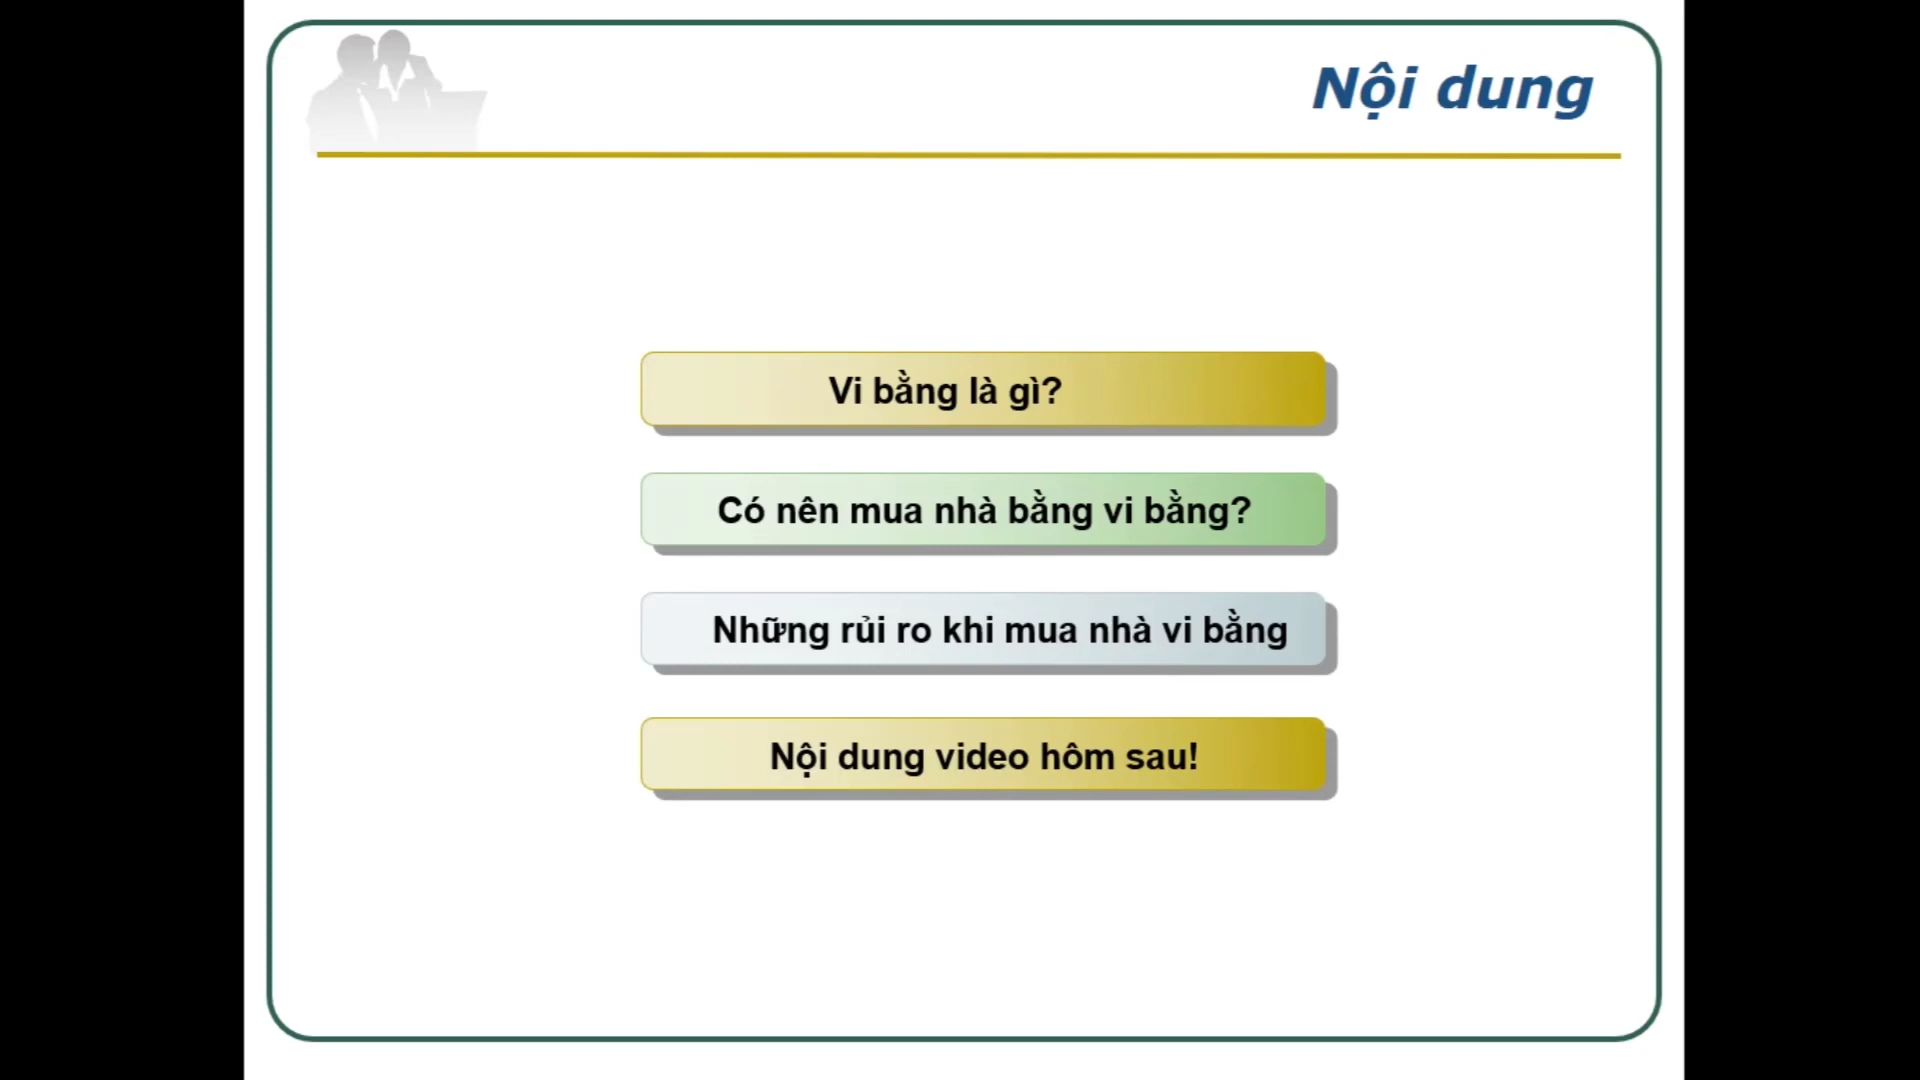 Nội dung
Vi bằng là gì?
Có nên mua nhà bằng vi bằng?
Những rủi ro khi mua nhà vi bằng
Nội dung video hôm sau!